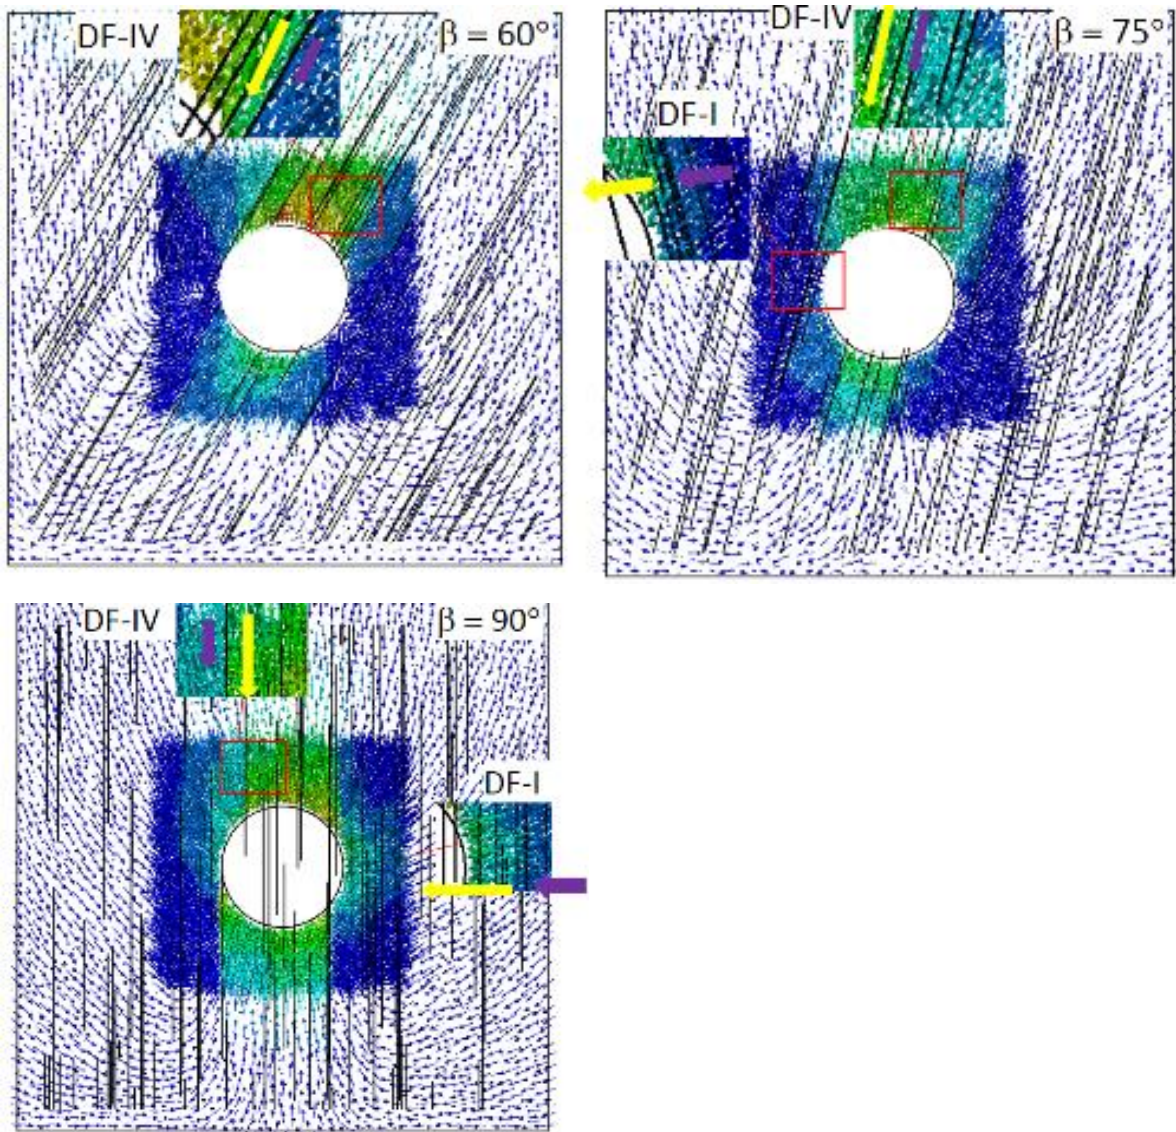 DF-IV
β = 60°
DF-IV
β = 75°
DF-I
DF-IV
β = 90°
DF-I